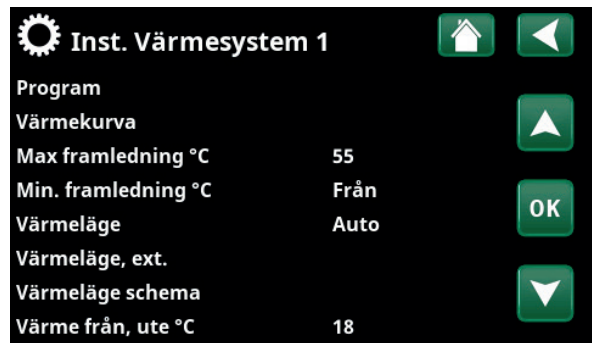 Inst. Värmesystem 1
Program
Värmekurva
Max framledning °C 55
Min. framledning °C Från
Värmeläge Auto
OK
Värmeläge, ext.
Värmeläge schema
Värme från, ute °C 18